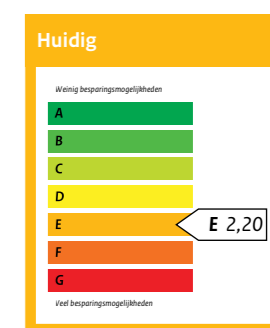 Huidig
Weinig besparingsmogelijkheden
A
B
C
D
E
E 2,20
F
G
Veel besparingsmogelijkheden